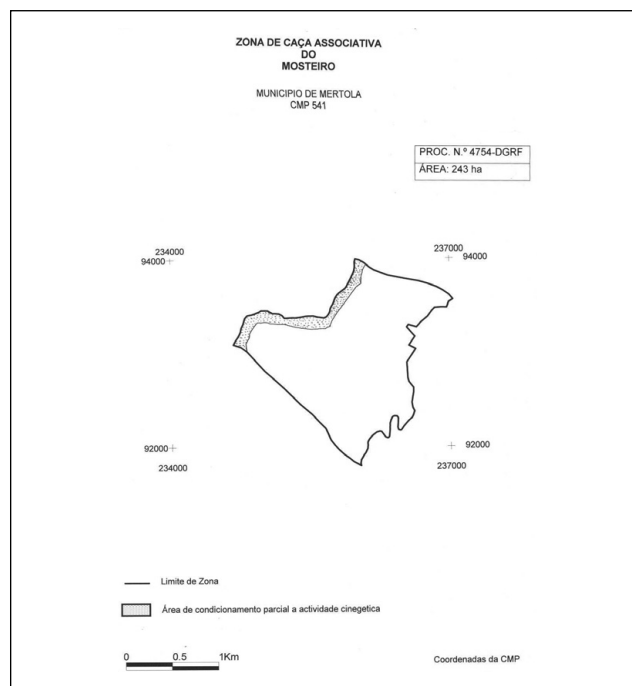 ZONA DE CAÇA ASSOCIATIVA
DO
MOSTEIRO
MUNICIPIO DE MERTOLA
CMP 541
PROC. N.º 4754-DGRF
ÁREA: 243 ha
234000
94000
237000
94000
92000
234000
92000
237000
Limite de Zona
Área de condicionamento parcial a actividade cinegetica
0 0.5 1Km
Coordenadas da CMP